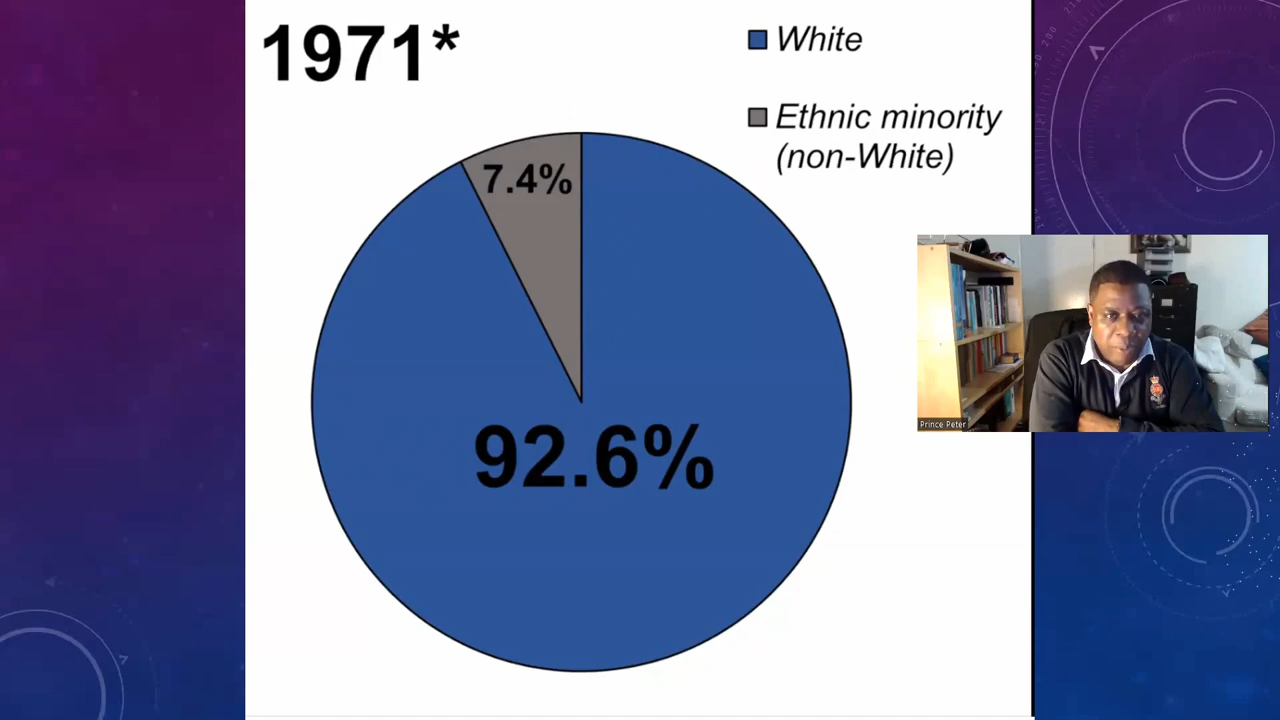 1971*
White
Ethnic minority
(non-White)
7.4%
92.6%
Prince Peter